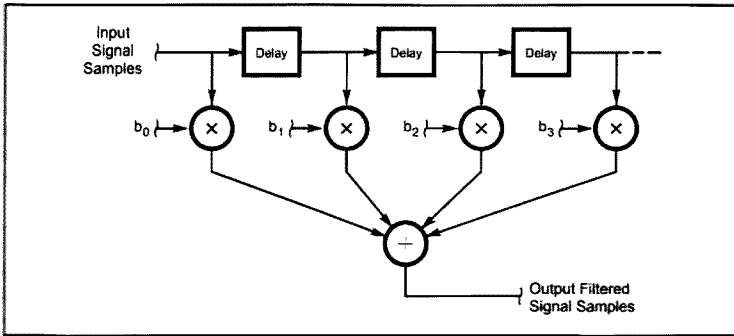 Input
Signal
Samples
Delay
Delay
Delay
b0
×
b1
×
b2
×
b3
×
+
Output Filtered
Signal Samples